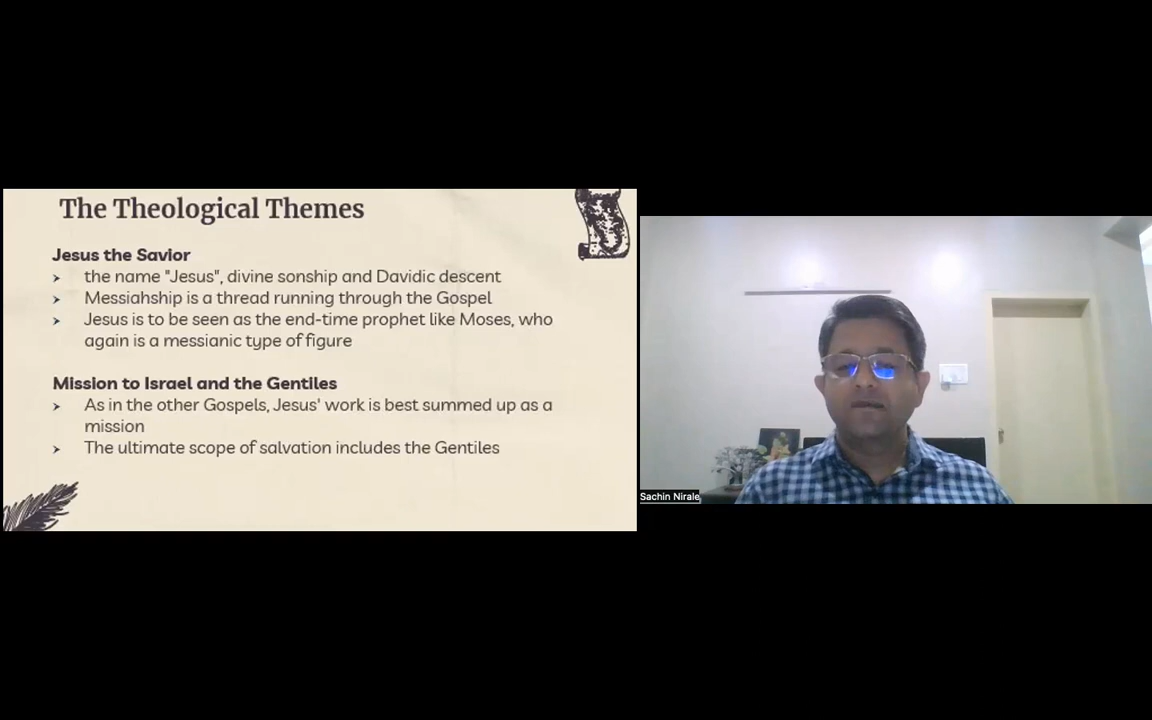 The Theological Themes
Jesus the Savior
the name "Jesus", divine sonship and Davidic descent
Messiahship is a thread running through the Gospel
Jesus is to be seen as the end-time prophet like Moses, who
again is a messianic type of figure
Mission to Israel and the Gentiles
As in the other Gospels, Jesus' work is best summed up as a
mission
The ultimate scope of salvation includes the Gentiles
Sachin Nirale